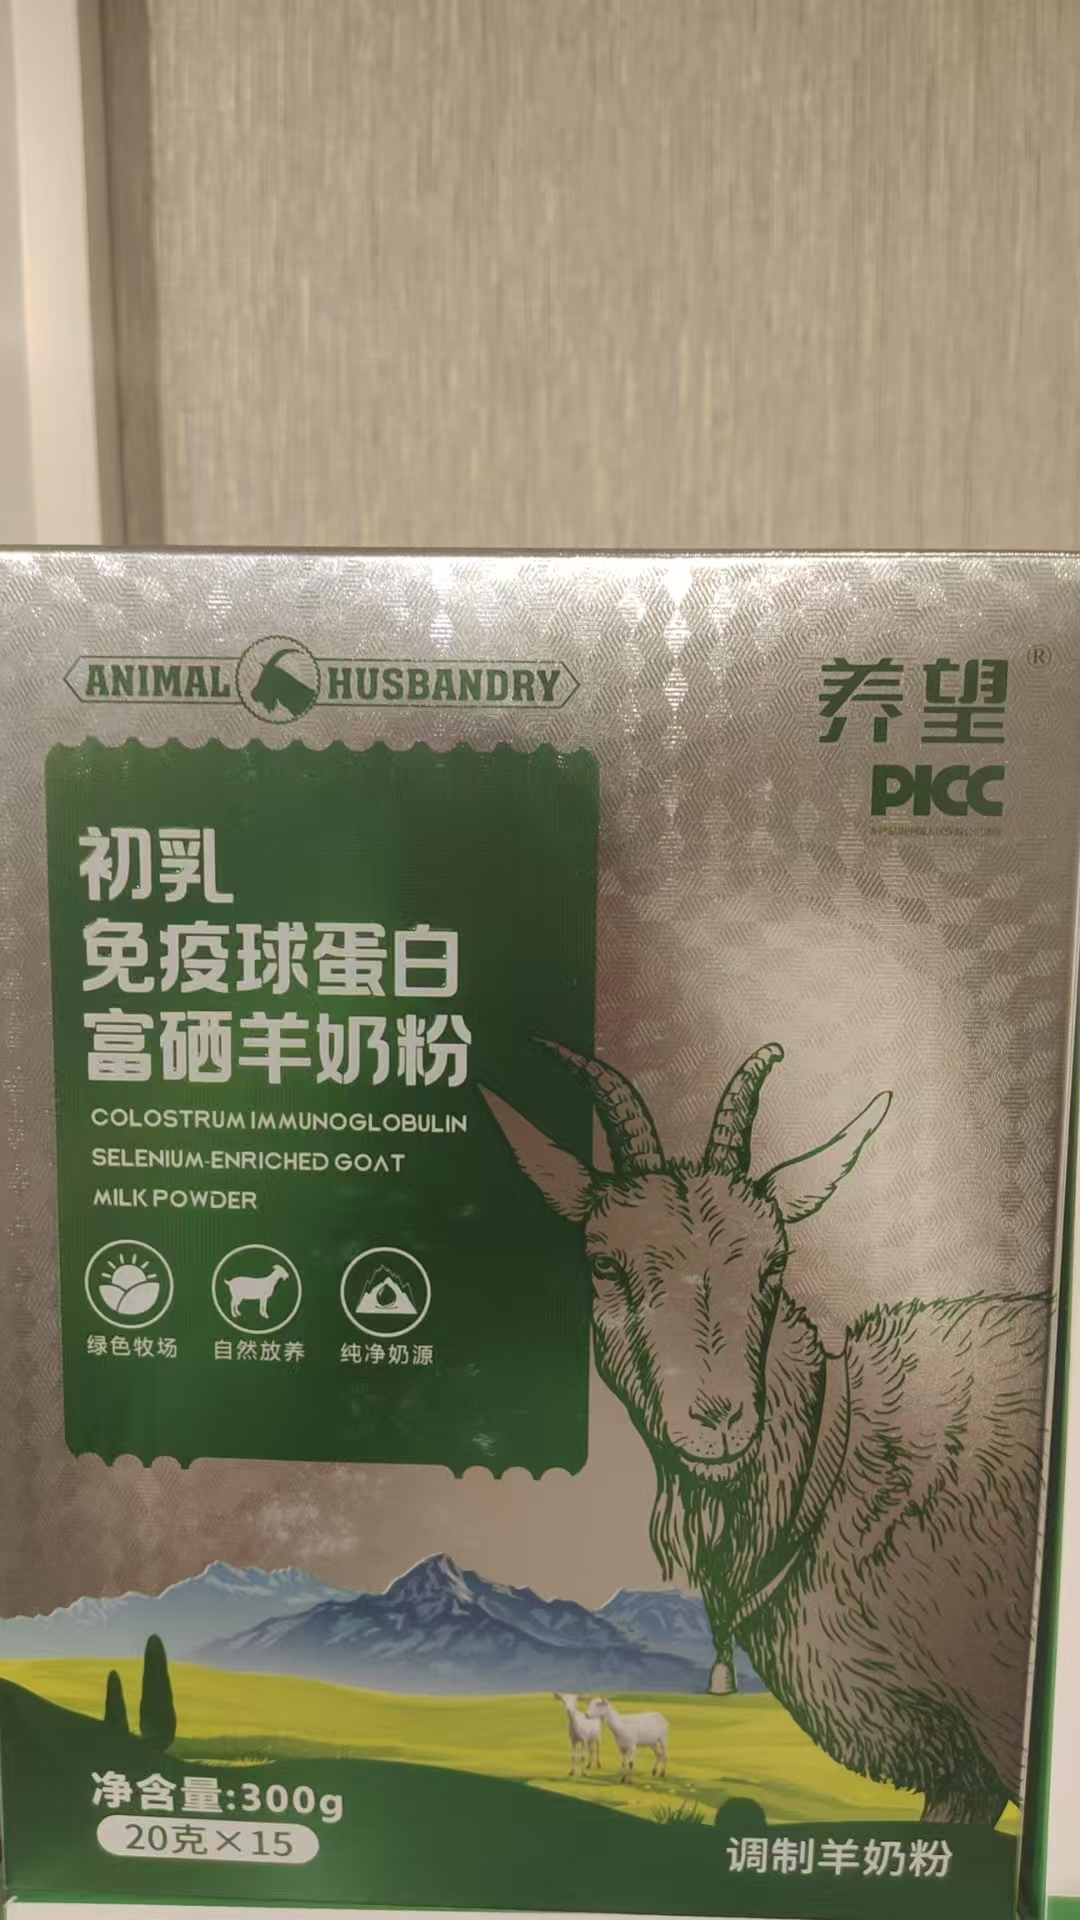 ANIMAL HUSBANDRY
养望®
PICC
初乳
免疫球蛋白
富硒羊奶粉
COLOSTRUM IMMUNOGLOBULIN
SELENIUM-ENRICHED GOAT
MILK POWDER
绿色牧场 自然放养 纯净奶源
净含量:300g
20克×15
调制羊奶粉